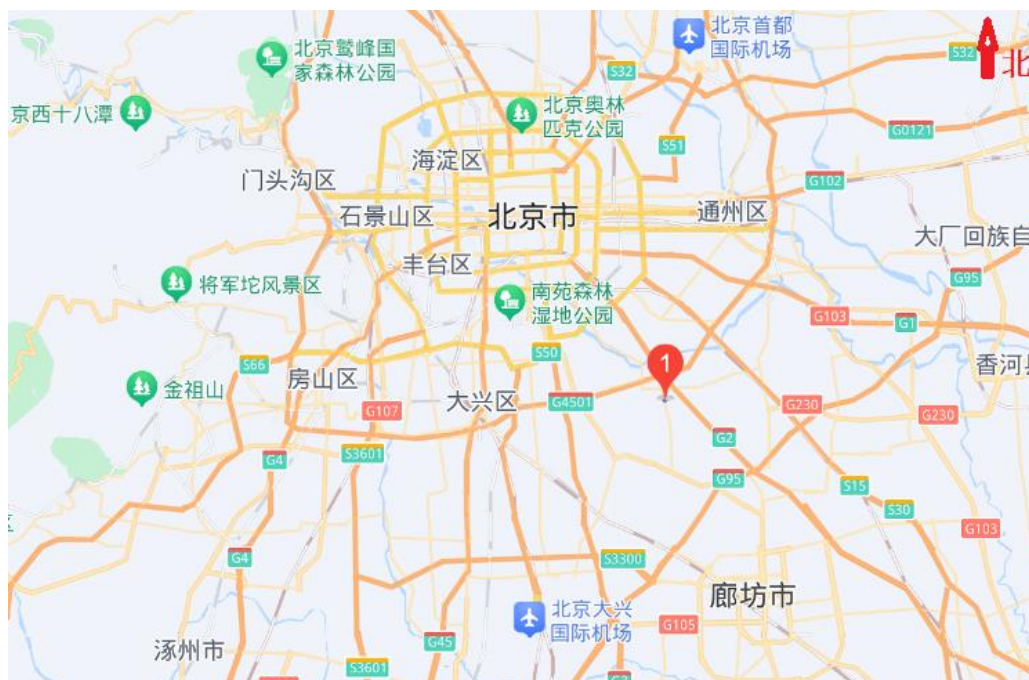 北京首都
国际机场
S32
北
北京鹫峰国
家森林公园
S32
京西十八潭
北京奥林
匹克公园
G0121
S51
海淀区
门头沟区
G102
石景山区
北京市
通州区
大厂回族自
丰台区
G95
将军坨风景区
南苑森林
湿地公园
G103
G1
S50
1
S66
房山区
香河县
金祖山
G107
大兴区
G4501
G230
G230
G2
S3601
G4
G95
S15
S30
G103
区
G4
S3300
廊坊市
北京大兴
国际机场
G105
涿州市
G45
S3601